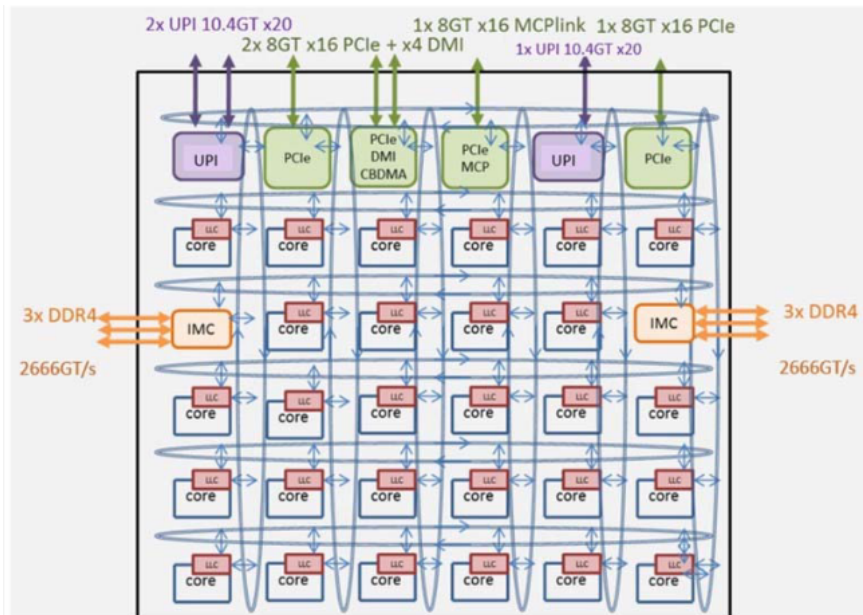 2x UPI 10.4GT x20
1x 8GT x16 MCPlink
1x 8GT x16 PCIe
2x 8GT x16 PCIe + x4 DMI
1x UPI 10.4GT x20
UPI
PCIe
PCIe
DMI
CBDMA
PCIe
MCP
UPI
PCIe
LLC LLC LLC LLC LLC LLC
core core core core core core
3x DDR4
IMC
LLC LLC LLC LLC
core core core core
IMC
3x DDR4
2666GT/s
2666GT/s
LLC LLC LLC LLC LLC LLC
core core core core core core
LLC LLC LLC LLC LLC LLC
core core core core core core
LLC LLC LLC LLC LLC LLC
core core core core core core